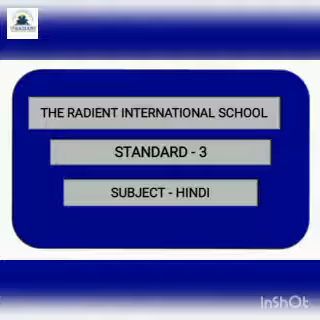 THE RADIENT INTERNATIONAL SCHOOL
STANDARD - 3
SUBJECT - HINDI
InShOt